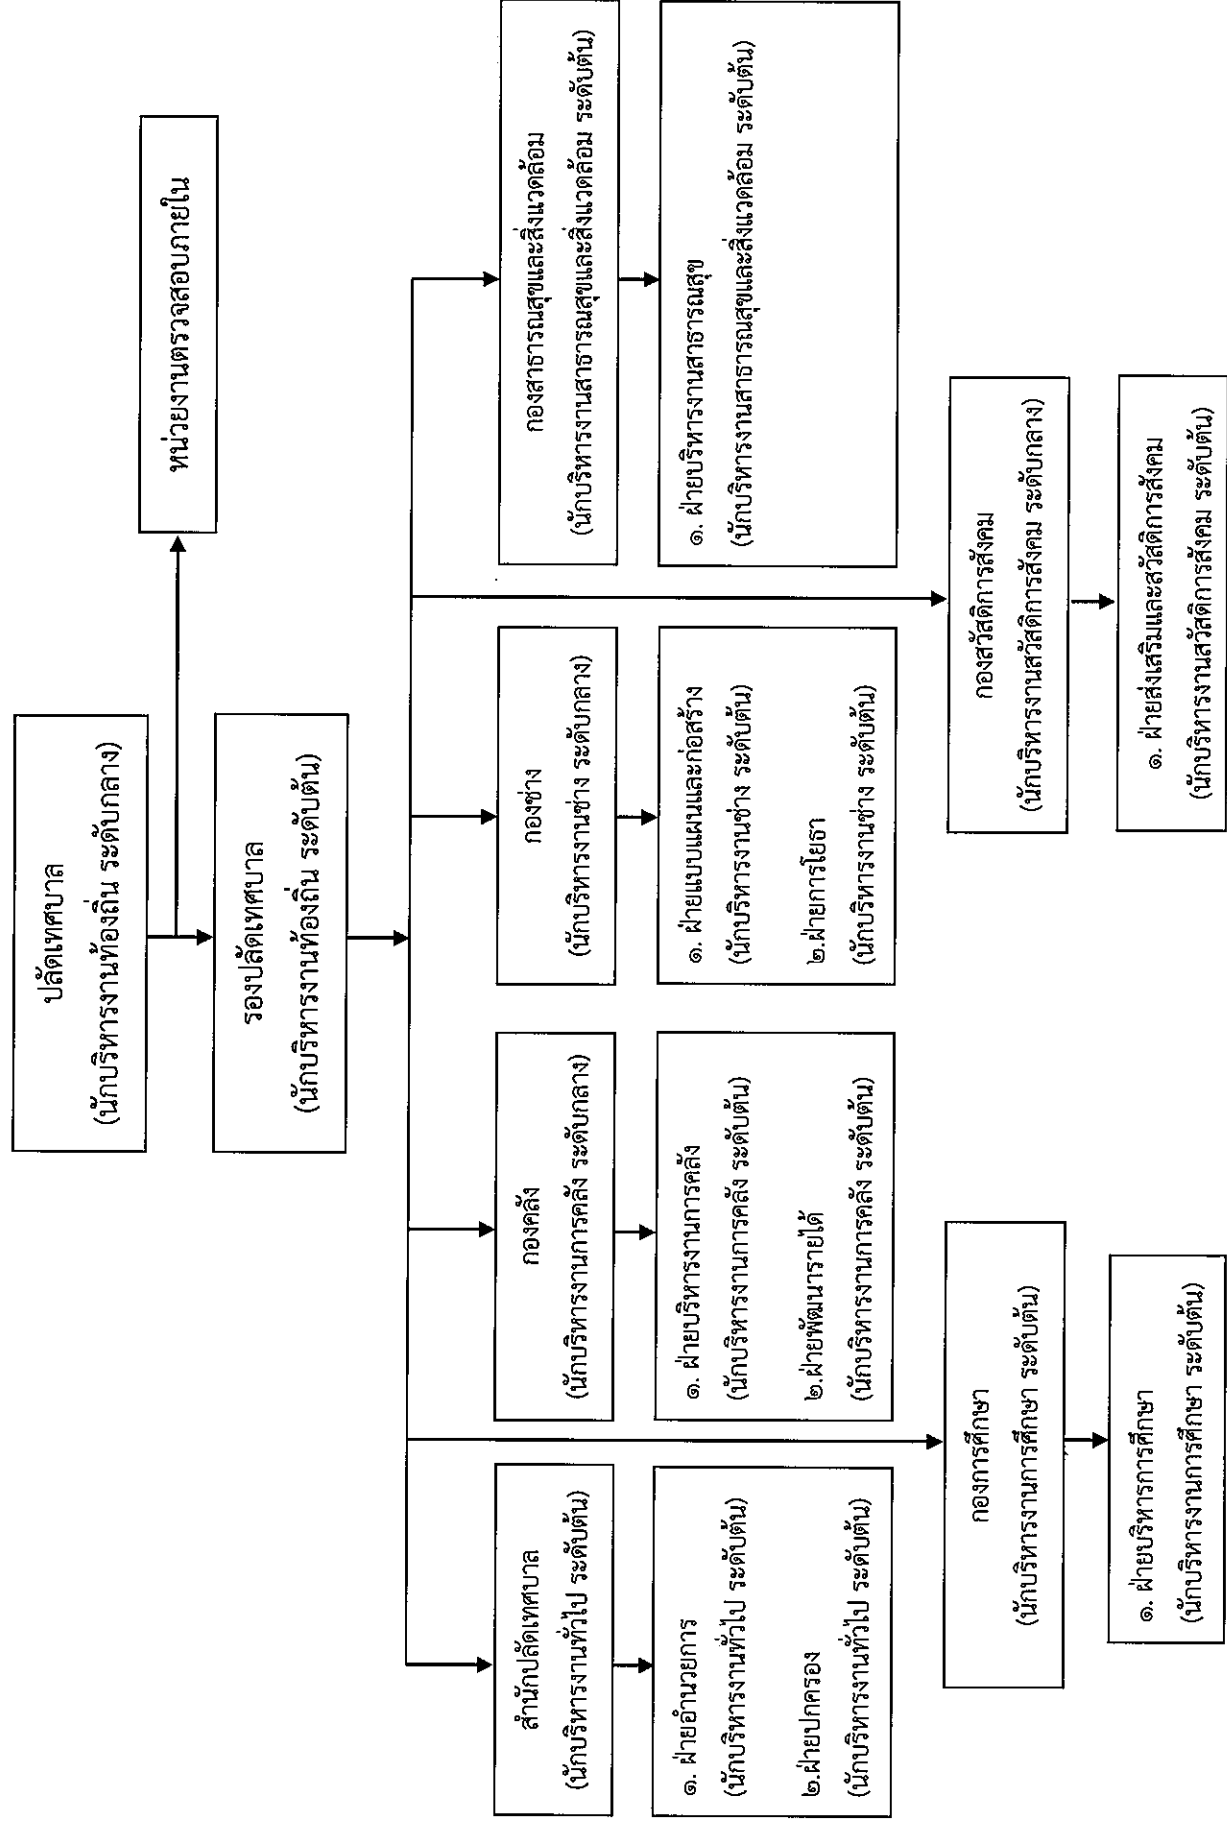 ปลัดเทศบาล
(นักบริหารงานท้องถิ่น ระดับกลาง)
หน่วยงานตรวจสอบภายใน
รองปลัดเทศบาล
(นักบริหารงานท้องถิ่น ระดับต้น)
สำนักปลัดเทศบาล
(นักบริหารงานทั่วไป ระดับต้น)
กองคลัง
(นักบริหารงานการคลัง ระดับกลาง)
กองช่าง
(นักบริหารงานช่าง ระดับกลาง)
กองสาธารณสุขและสิ่งแวดล้อม
(นักบริหารงานสาธารณสุขและสิ่งแวดล้อม ระดับต้น)
๑. ฝ่ายอำนวยการ
(นักบริหารงานทั่วไป ระดับต้น)
๒.ฝ่ายปกครอง
(นักบริหารงานทั่วไป ระดับต้น)
๑. ฝ่ายบริหารงานการคลัง
(นักบริหารงานการคลัง ระดับต้น)
๒.ฝ่ายพัฒนารายได้
(นักบริหารงานการคลัง ระดับต้น)
๑. ฝ่ายแบบแผนและก่อสร้าง
(นักบริหารงานช่าง ระดับต้น)
๒.ฝ่ายการโยธา
(นักบริหารงานช่าง ระดับต้น)
๑. ฝ่ายบริหารงานสาธารณสุข
(นักบริหารงานสาธารณสุขและสิ่งแวดล้อม ระดับต้น)
กองการศึกษา
(นักบริหารงานการศึกษา ระดับต้น)
กองสวัสดิการสังคม
(นักบริหารงานสวัสดิการสังคม ระดับกลาง)
๑. ฝ่ายบริหารการศึกษา
(นักบริหารงานการศึกษา ระดับต้น)
๑. ฝ่ายส่งเสริมและสวัสดิการสังคม
(นักบริหารงานสวัสดิการสังคม ระดับต้น)